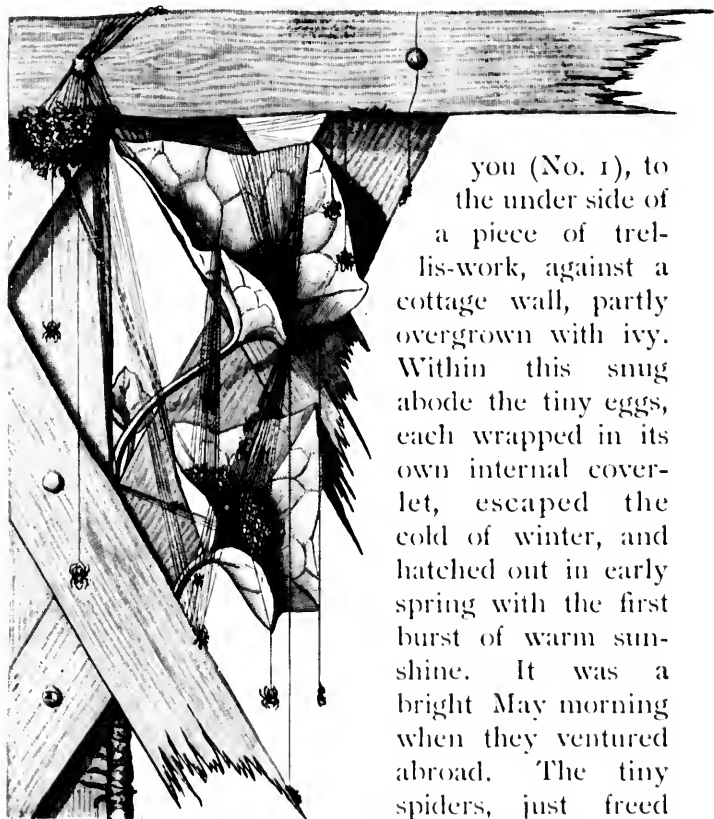 you (No. 1), to
the under side of
a piece of trel-
lis-work, against a
cottage wall, partly
overgrown with ivy.
Within this snug
abode the tiny eggs,
each wrapped in its
own internal cover-
let, escaped the
cold of winter, and
hatched out in early
spring with the first
burst of warm sun-
shine. It was a
bright May morning
when they ventured
abroad. The tiny
spiders, just freed